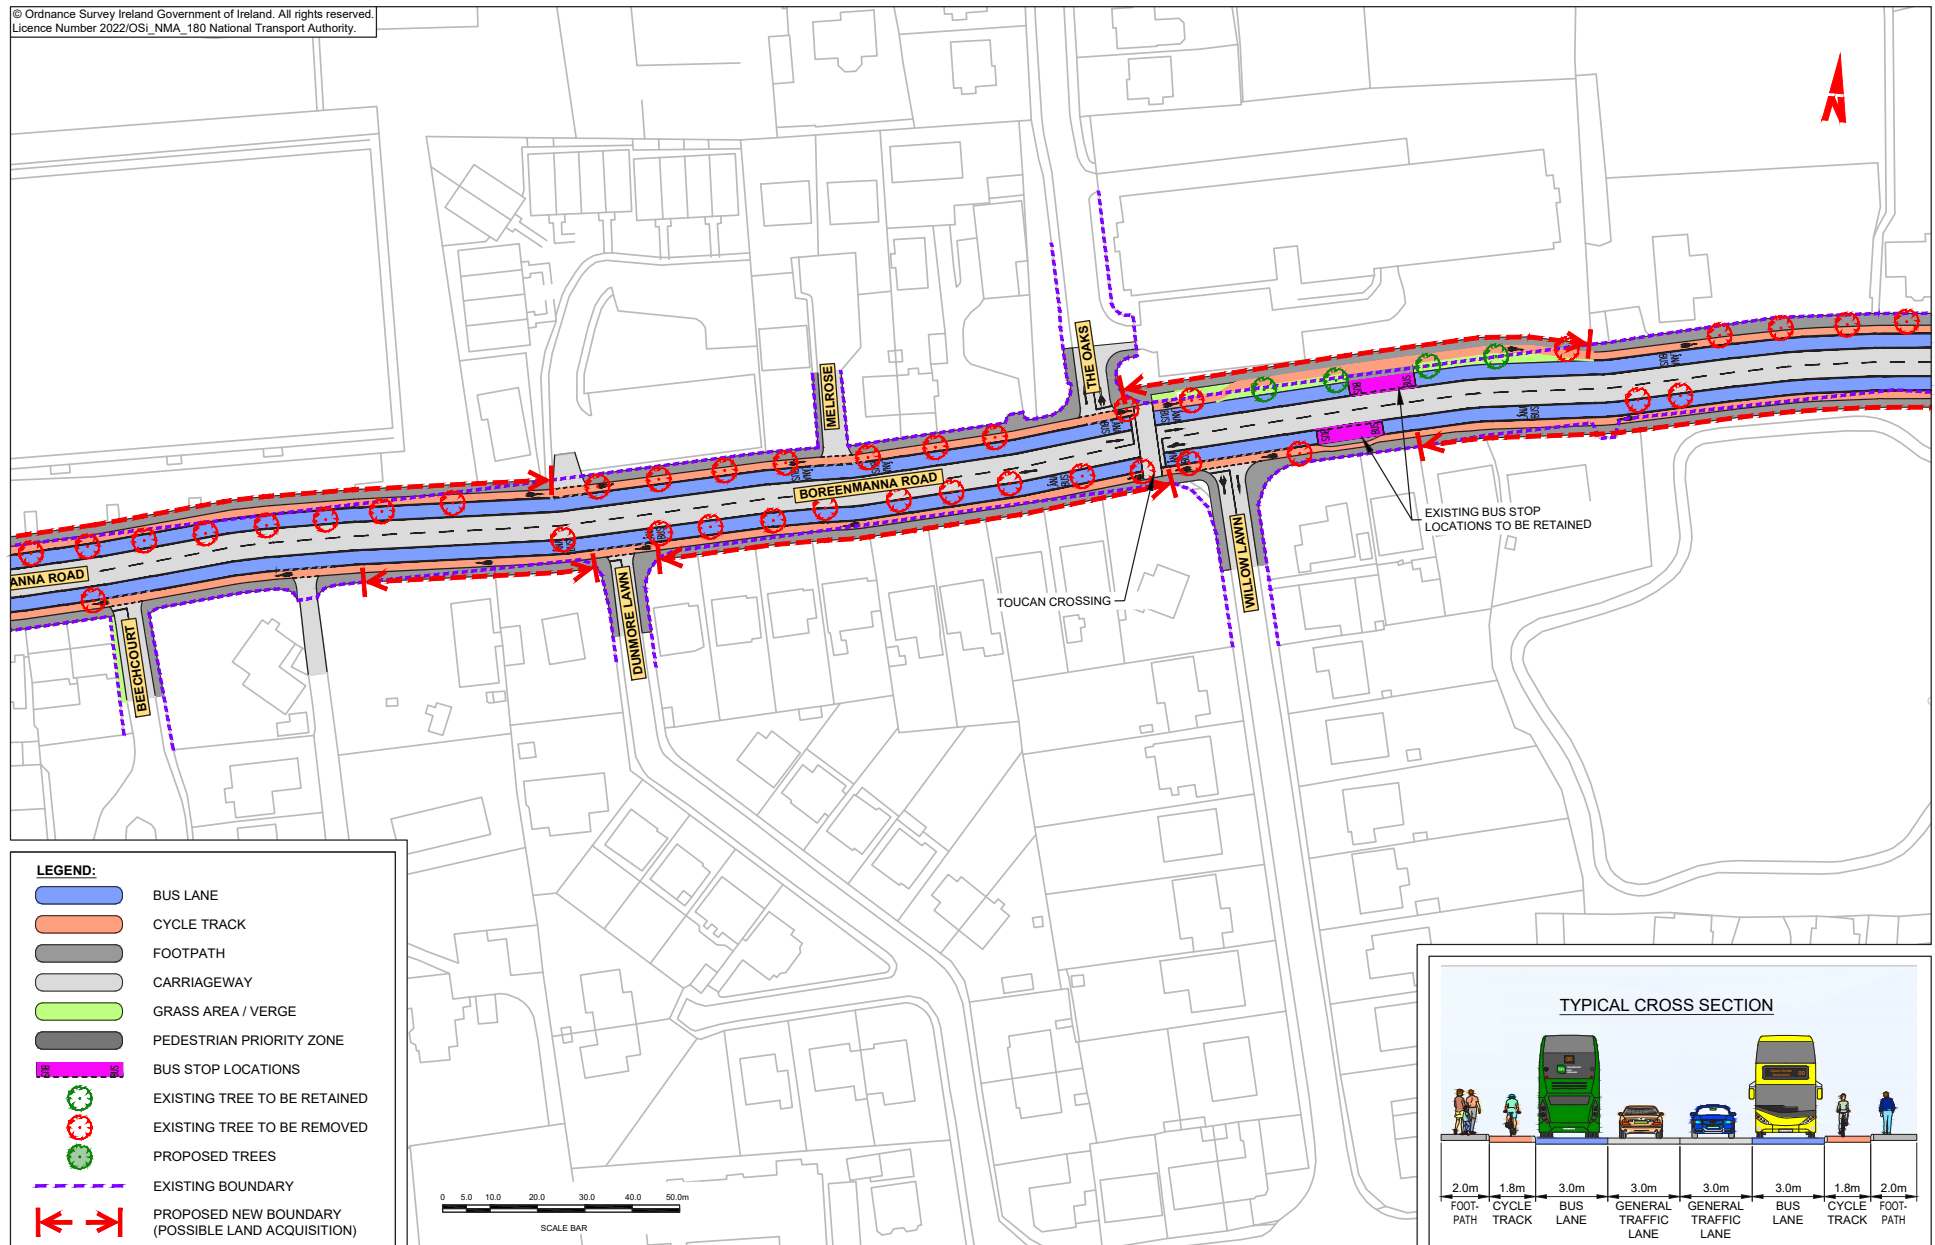 © Ordnance Survey Ireland Government of Ireland. All rights reserved.
Licence Number 2022/OSi_NMA_180 National Transport Authority.
N
THE OAKS
MELROSE
BOREENMANNA ROAD
ANNA ROAD
BEECHCOURT
DUNMORE LAWN
WILLOW LAWN
TOUCAN CROSSING
EXISTING BUS STOP
LOCATIONS TO BE RETAINED
BUS
BUS
BUS
BUS
LEGEND:
BUS LANE
CYCLE TRACK
FOOTPATH
CARRIAGEWAY
GRASS AREA / VERGE
PEDESTRIAN PRIORITY ZONE
BUS BUS
BUS STOP LOCATIONS
EXISTING TREE TO BE RETAINED
EXISTING TREE TO BE REMOVED
PROPOSED TREES
EXISTING BOUNDARY
PROPOSED NEW BOUNDARY
(POSSIBLE LAND ACQUISITION)
0 5.0 10.0 20.0 30.0 40.0 50.0m
SCALE BAR
TYPICAL CROSS SECTION
2.0m 1.8m 3.0m 3.0m 3.0m 3.0m 1.8m 2.0m
FOOT- CYCLE BUS GENERAL GENERAL BUS CYCLE FOOT-
PATH TRACK LANE TRAFFIC TRAFFIC LANE TRACK PATH
LANE LANE